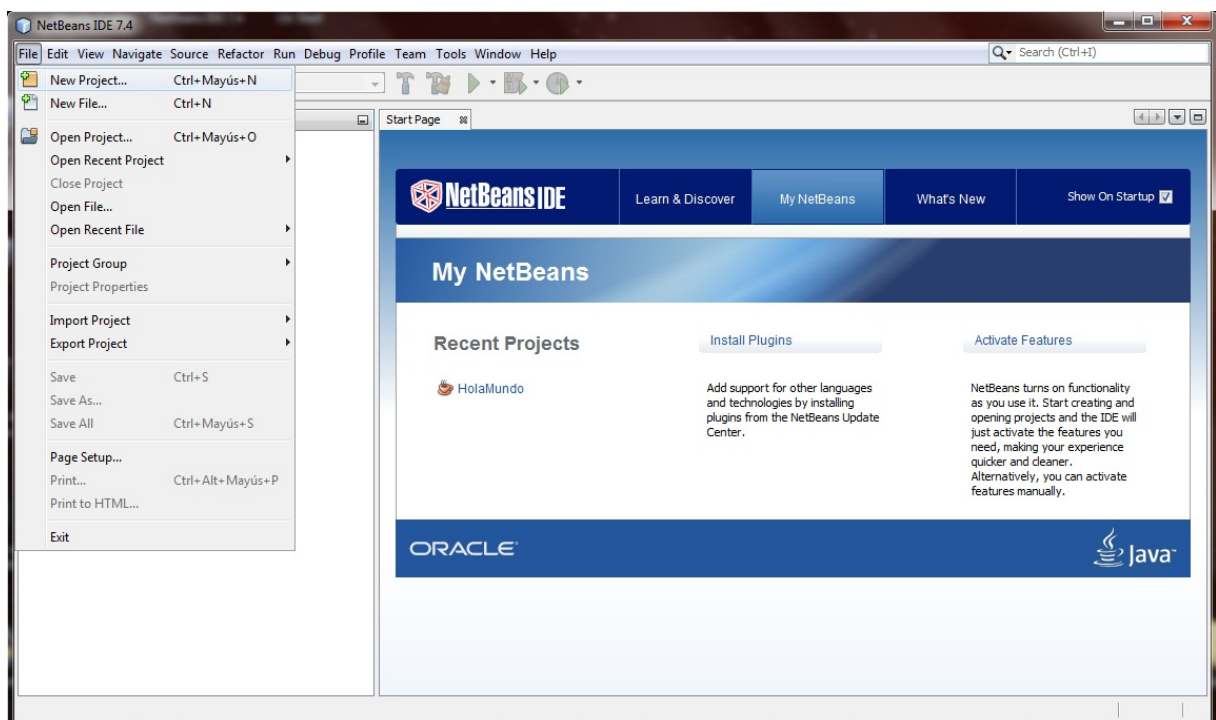 NetBeans IDE 7.4
File Edit View Navigate Source Refactor Run Debug Profile Team Tools Window Help
Search (Ctrl+I)
New Project... Ctrl+Mayús+N
New File... Ctrl+N
Open Project... Ctrl+Mayús+O
Open Recent Project
Close Project
Open File...
Open Recent File
Project Group
Project Properties
Import Project
Export Project
Save Ctrl+S
Save As...
Save All Ctrl+Mayús+S
Page Setup...
Print... Ctrl+Alt+Mayús+P
Print to HTML...
Exit
Start Page
NetBeans IDE
Learn & Discover
My NetBeans
What's New
Show On Startup
My NetBeans
Recent Projects
HolaMundo
Install Plugins
Add support for other languages
and technologies by installing
plugins from the NetBeans Update
Center.
Activate Features
NetBeans turns on functionality
as you use it. Start creating and
opening projects and the IDE will
just activate the features you
need, making your experience
quicker and cleaner.
Alternatively, you can activate
features manually.
ORACLE
Java